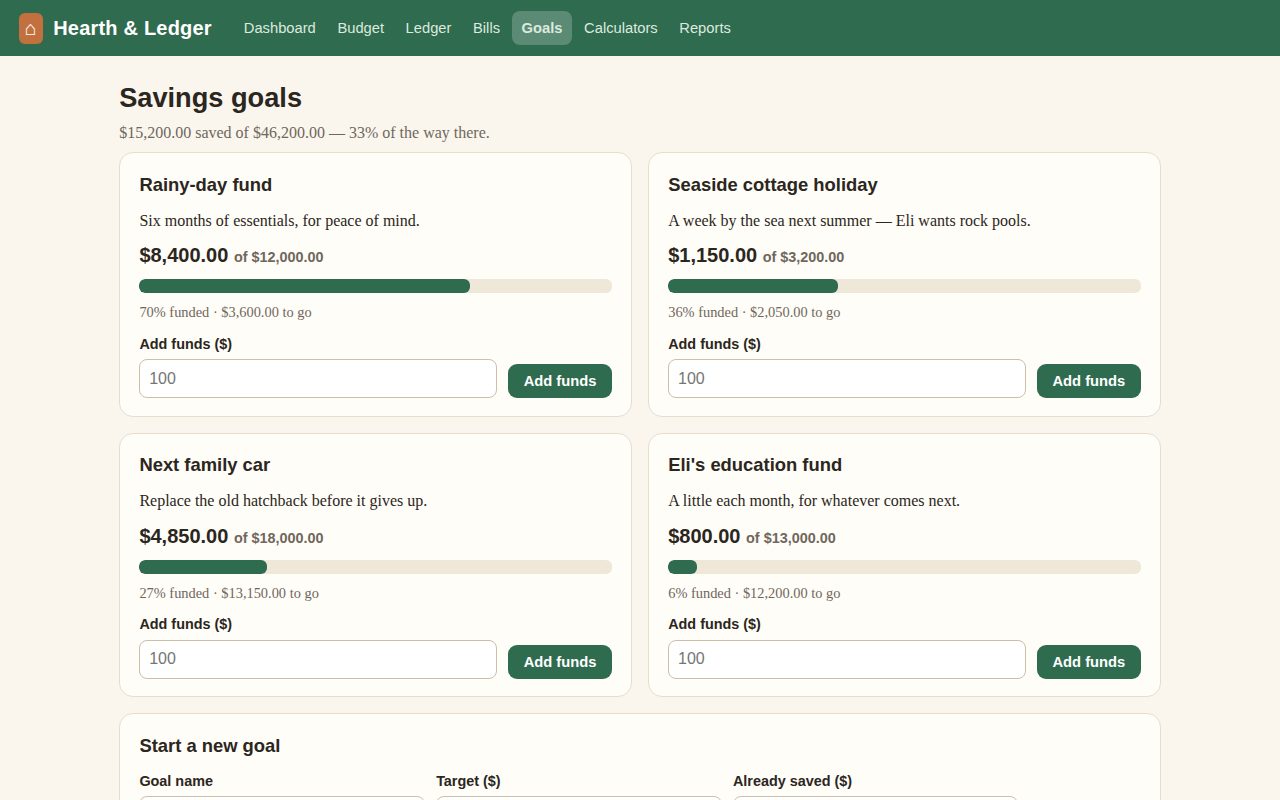 Hearth & Ledger Dashboard Budget Ledger Bills Goals Calculators Reports
Savings goals
$15,200.00 saved of $46,200.00 — 33% of the way there.
Rainy-day fund
Six months of essentials, for peace of mind.
$8,400.00 of $12,000.00
70% funded · $3,600.00 to go
Add funds ($)
100
Add funds
Seaside cottage holiday
A week by the sea next summer — Eli wants rock pools.
$1,150.00 of $3,200.00
36% funded · $2,050.00 to go
Add funds ($)
100
Add funds
Next family car
Replace the old hatchback before it gives up.
$4,850.00 of $18,000.00
27% funded · $13,150.00 to go
Add funds ($)
100
Add funds
Eli's education fund
A little each month, for whatever comes next.
$800.00 of $13,000.00
6% funded · $12,200.00 to go
Add funds ($)
100
Add funds
Start a new goal
Goal name
Target ($)
Already saved ($)